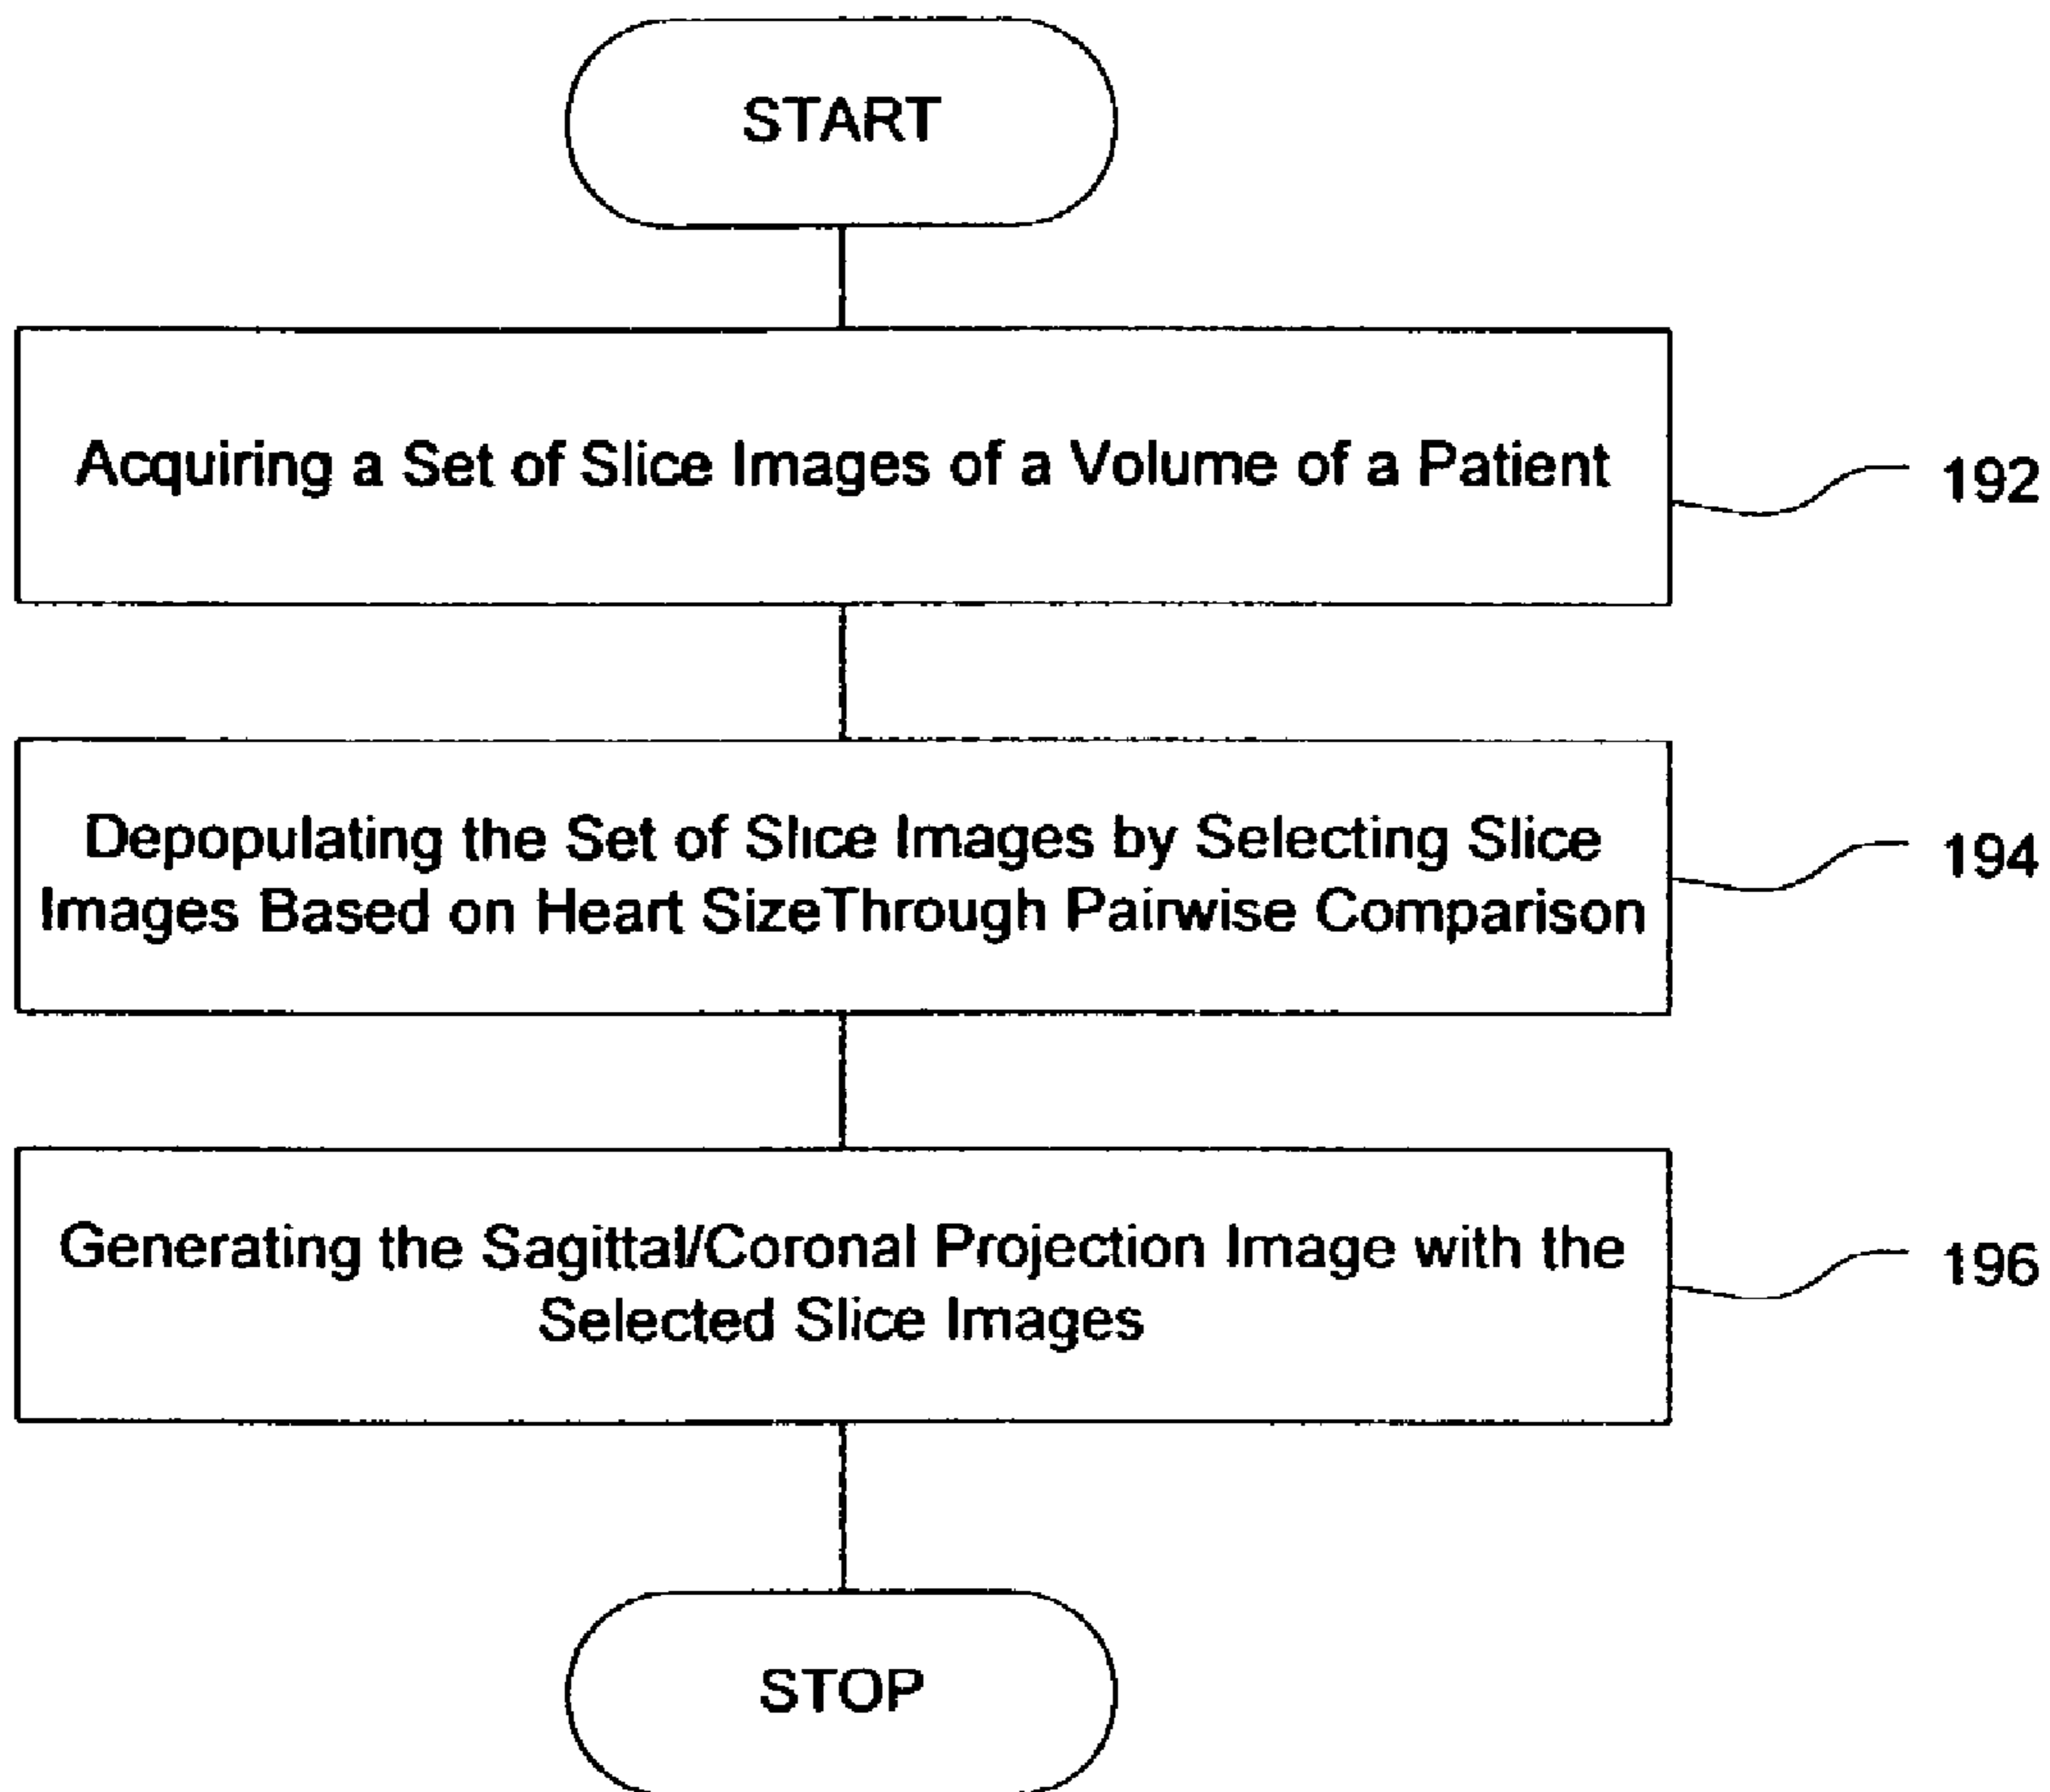 START
Acquiring a Set of Slice Images of a Volume of a Patient
192
Depopulating the Set of Slice Images by Selecting Slice
Images Based on Heart SizeThrough Pairwise Comparison
194
Generating the Sagittal/Coronal Projection Image with the
Selected Slice Images
196
STOP